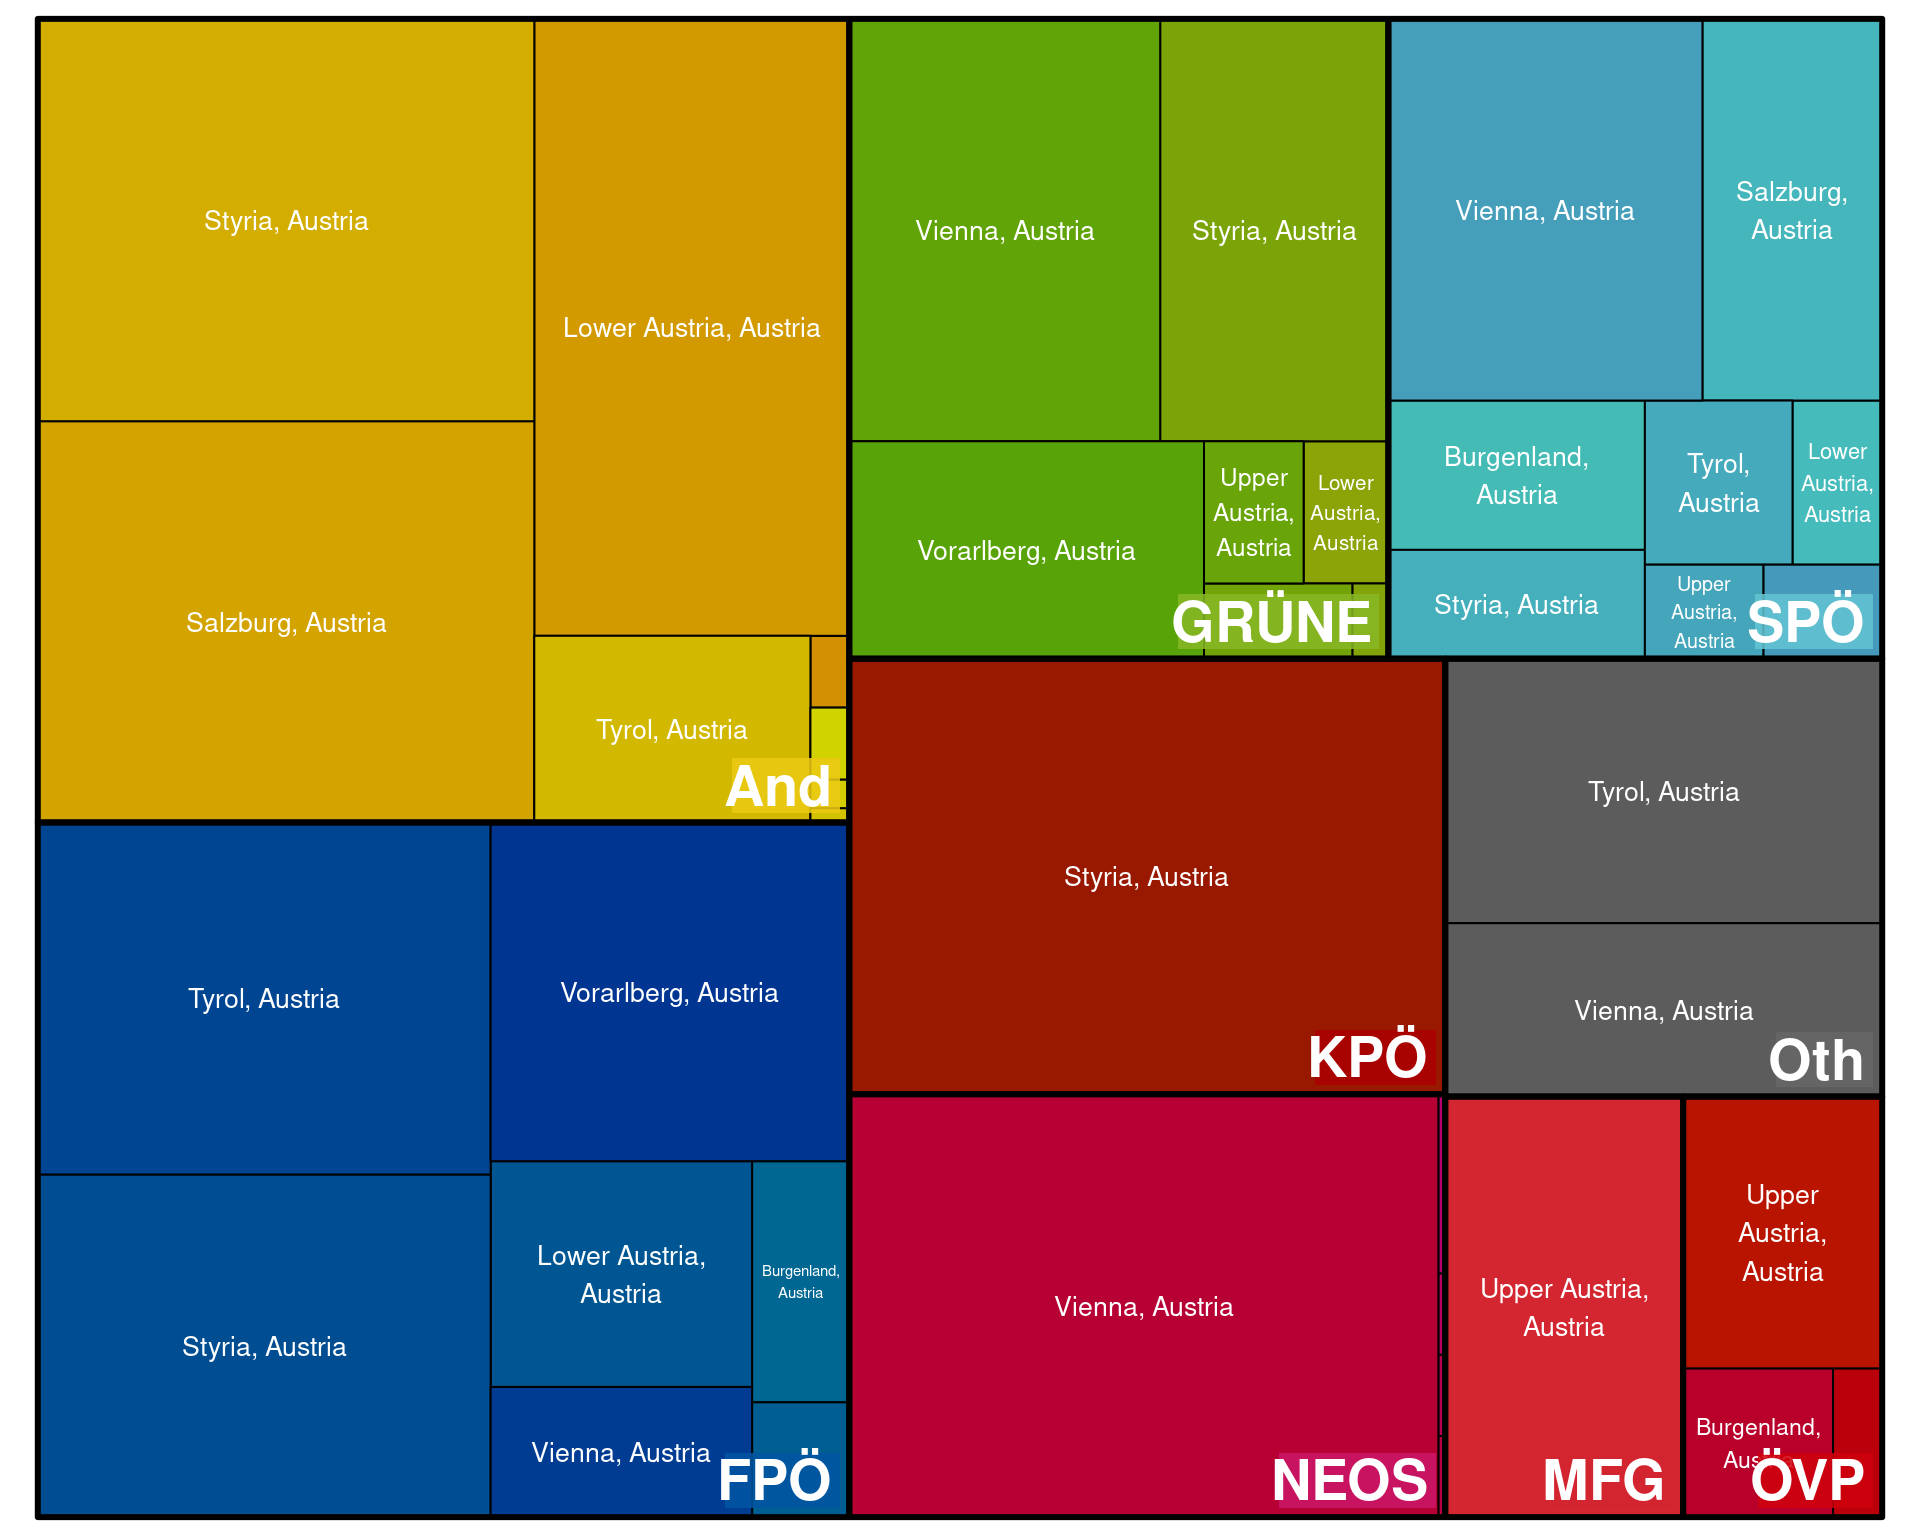 Styria, Austria
Lower Austria, Austria
Salzburg, Austria
Tyrol, Austria
And
Vienna, Austria
Styria, Austria
Vorarlberg, Austria
Upper
Austria,
Austria
Lower
Austria,
Austria
GRÜNE
Vienna, Austria
Salzburg,
Austria
Burgenland,
Austria
Tyrol,
Austria
Lower
Austria,
Austria
Styria, Austria
Upper
Austria,
Austria
SPÖ
Tyrol, Austria
Vorarlberg, Austria
Styria, Austria
Lower Austria,
Austria
Burgenland,
Austria
Vienna, Austria
FPÖ
Styria, Austria
KPÖ
Tyrol, Austria
Vienna, Austria
Oth
Vienna, Austria
NEOS
Upper Austria,
Austria
MFG
Upper
Austria,
Austria
Burgenland,
ÖVP